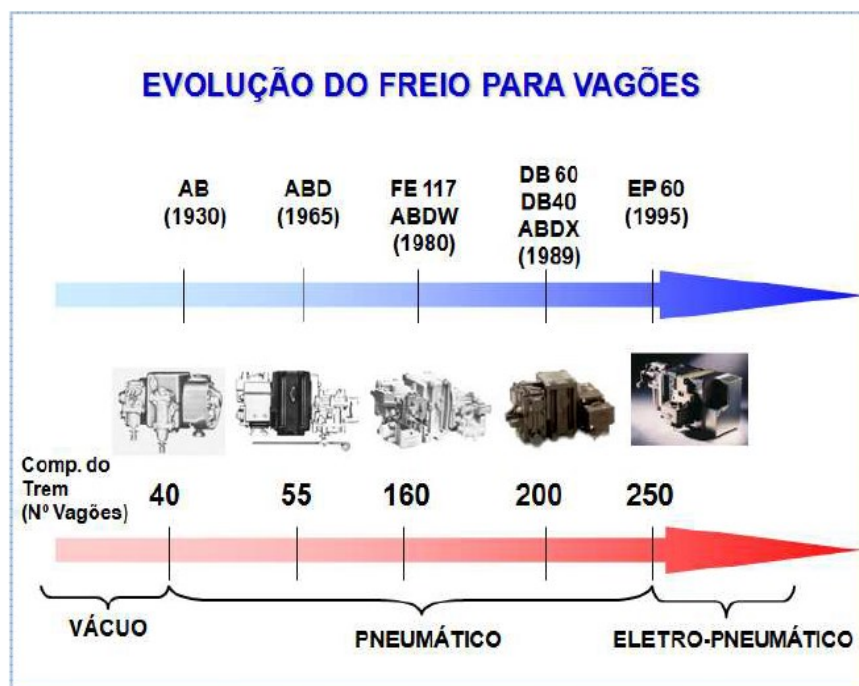 EVOLUÇÃO DO FREIO PARA VAGÕES
AB
(1930)
ABD
(1965)
FE 117
ABDW
(1980)
DB 60
DB40
ABDX
(1989)
EP 60
(1995)
Comp. do
Trem
(Nº Vagões)
40
55
160
200
250
VÁCUO
PNEUMÁTICO
ELETRO-PNEUMÁTICO